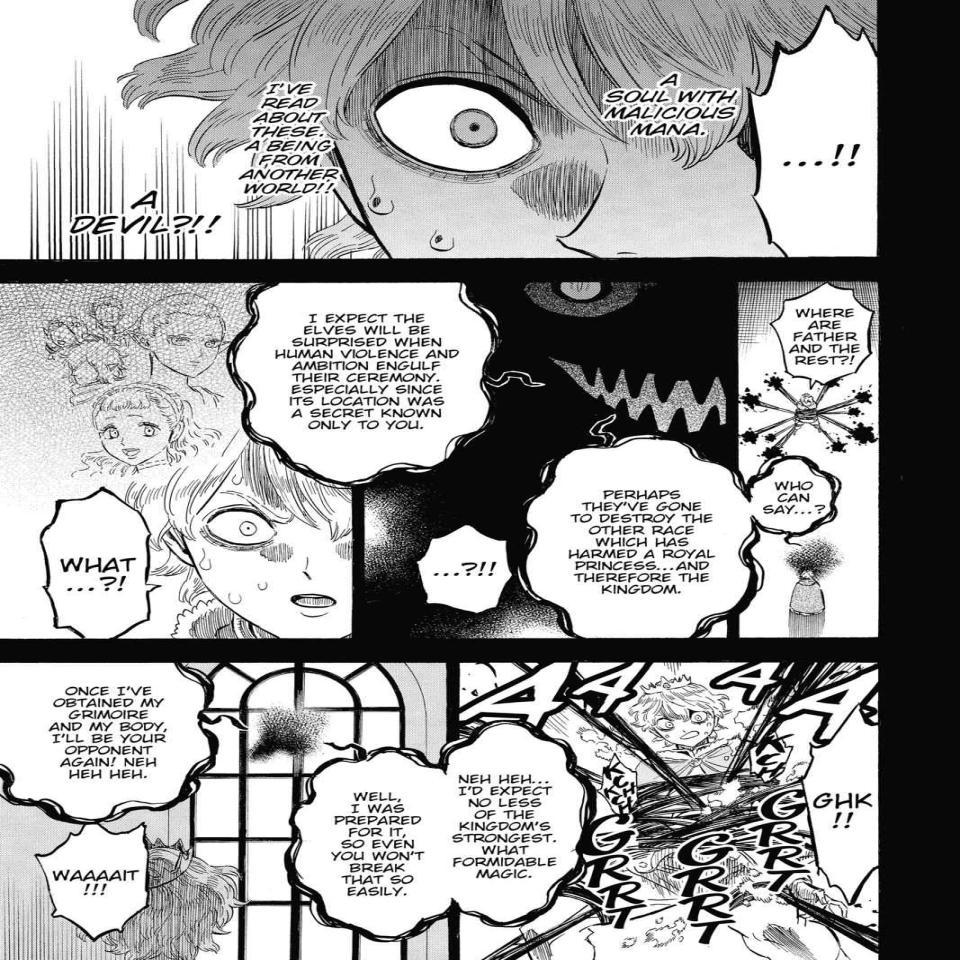 ...!!
A
SOUL WITH
MALICIOUS
MANA.
I'VE
READ
ABOUT
THESE.
A BEING
FROM
ANOTHER
WORLD!!
A
DEVIL?!!
WHERE
ARE
FATHER
AND THE
REST?!
WHO
CAN
SAY...?
PERHAPS
THEY'VE GONE
TO DESTROY THE
OTHER RACE
WHICH HAS
HARMED A ROYAL
PRINCESS...AND
THEREFORE THE
KINGDOM.
...?!!
I EXPECT THE
ELVES WILL BE
SURPRISED WHEN
HUMAN VIOLENCE AND
AMBITION ENGULF
THEIR CEREMONY.
ESPECIALLY SINCE
ITS LOCATION WAS
A SECRET KNOWN
ONLY TO YOU.
WHAT
...?!
A A A A
GHK
!!
KCH
KCH
KCH
GRRT
GRRT
GRRT
NEH HEH...
I'D EXPECT
NO LESS
OF THE
KINGDOM'S
STRONGEST.
WHAT
FORMIDABLE
MAGIC.
WELL,
I WAS
PREPARED
FOR IT,
SO EVEN
YOU WON'T
BREAK
THAT SO
EASILY.
ONCE I'VE
OBTAINED MY
GRIMOIRE
AND MY BODY,
I'LL BE YOUR
OPPONENT
AGAIN! NEH
HEH HEH.
WAAAAIT
!!!